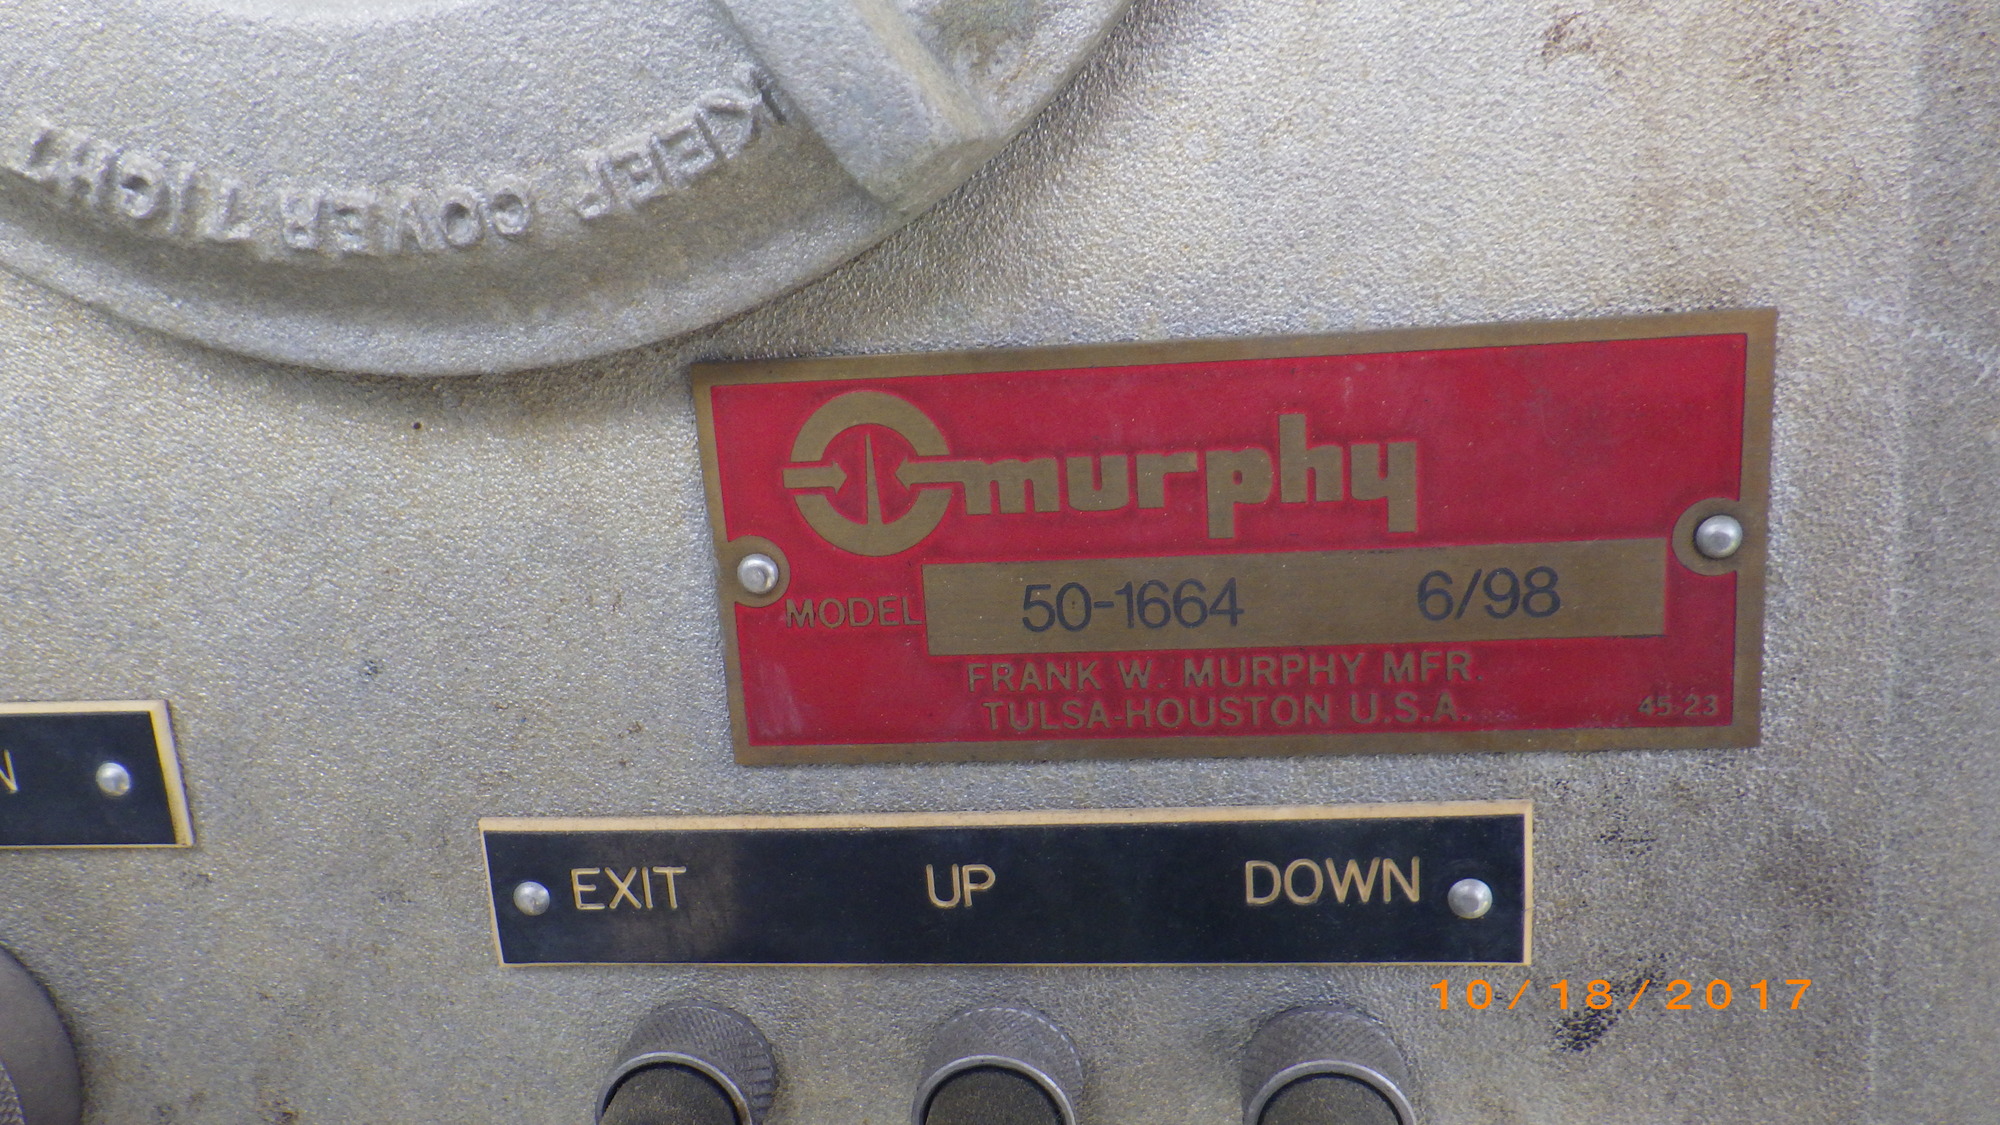 KEEP COVER TIGHT
murphy
MODEL 50-1664 6/98
FRANK W. MURPHY MFR.
TULSA-HOUSTON U.S.A.
45-23
N
EXIT UP DOWN
10/18/2017